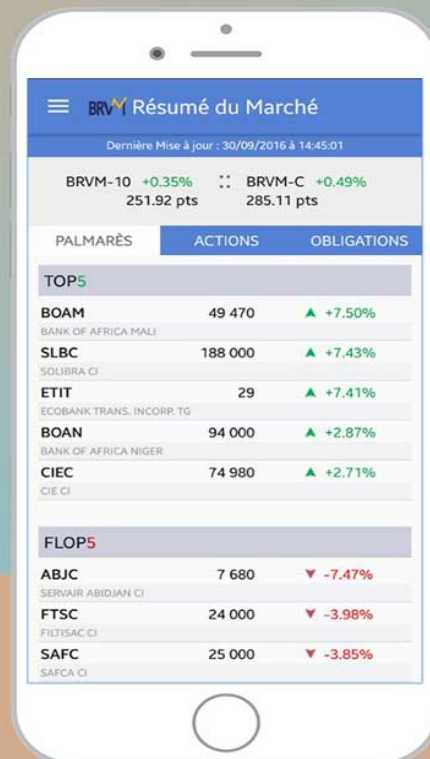 BRVM Résumé du Marché
Dernière Mise à jour : 30/09/2016 à 14:45:01
BRVM-10 +0.35% BRVM-C +0.49%
251.92 pts 285.11 pts
PALMARÈS ACTIONS OBLIGATIONS
TOP5
BOAM 49 470 +7.50%
BANK OF AFRICA MALI
SLBC 188 000 +7.43%
SOLIBRA CI
ETIT 29 +7.41%
ECOBANK TRANS. INCORP. TG
BOAN 94 000 +2.87%
BANK OF AFRICA NIGER
CIEC 74 980 +2.71%
CIE CI
FLOP5
ABJC 7 680 -7.47%
SERVAIR ABIDJAN CI
FTSC 24 000 -3.98%
FILTISAC CI
SAFC 25 000 -3.85%
SAFCA CI